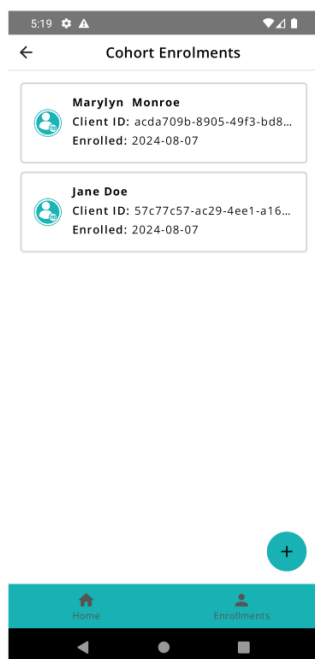 5:19
Cohort Enrolments
Marylyn Monroe
Client ID: acda709b-8905-49f3-bd8...
Enrolled: 2024-08-07
Jane Doe
Client ID: 57c77c57-ac29-4ee1-a16...
Enrolled: 2024-08-07
+
Home
Enrollments